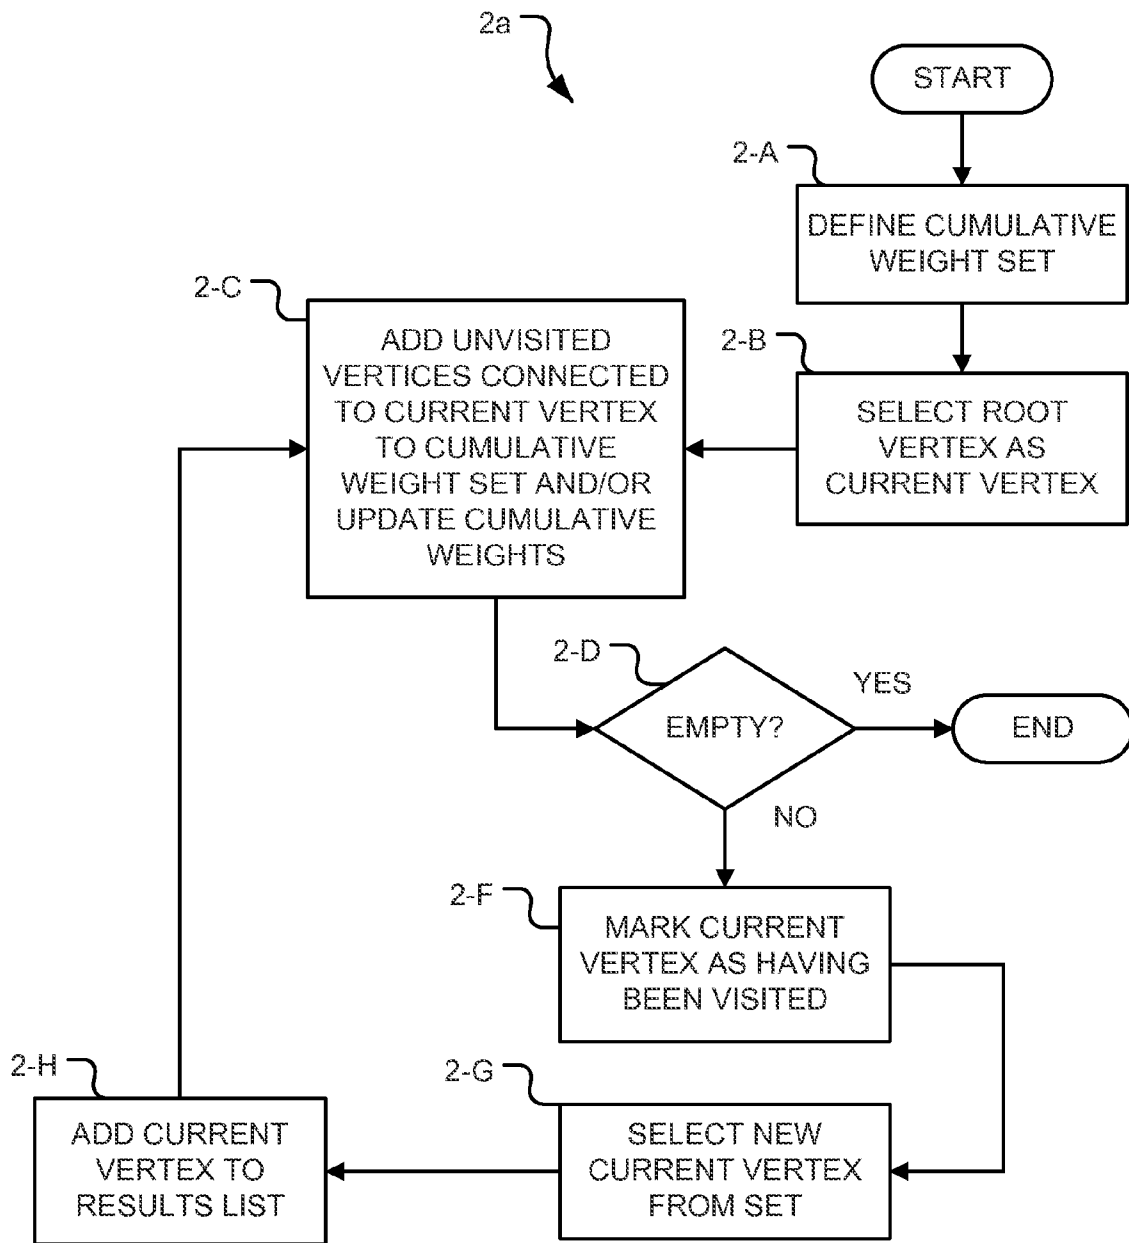 2a
START
2-A
DEFINE CUMULATIVE
WEIGHT SET
2-B
SELECT ROOT
VERTEX AS
CURRENT VERTEX
2-C
ADD UNVISITED
VERTICES CONNECTED
TO CURRENT VERTEX
TO CUMULATIVE
WEIGHT SET AND/OR
UPDATE CUMULATIVE
WEIGHTS
2-D
EMPTY?
YES
END
NO
2-F
MARK CURRENT
VERTEX AS HAVING
BEEN VISITED
2-G
SELECT NEW
CURRENT VERTEX
FROM SET
2-H
ADD CURRENT
VERTEX TO
RESULTS LIST